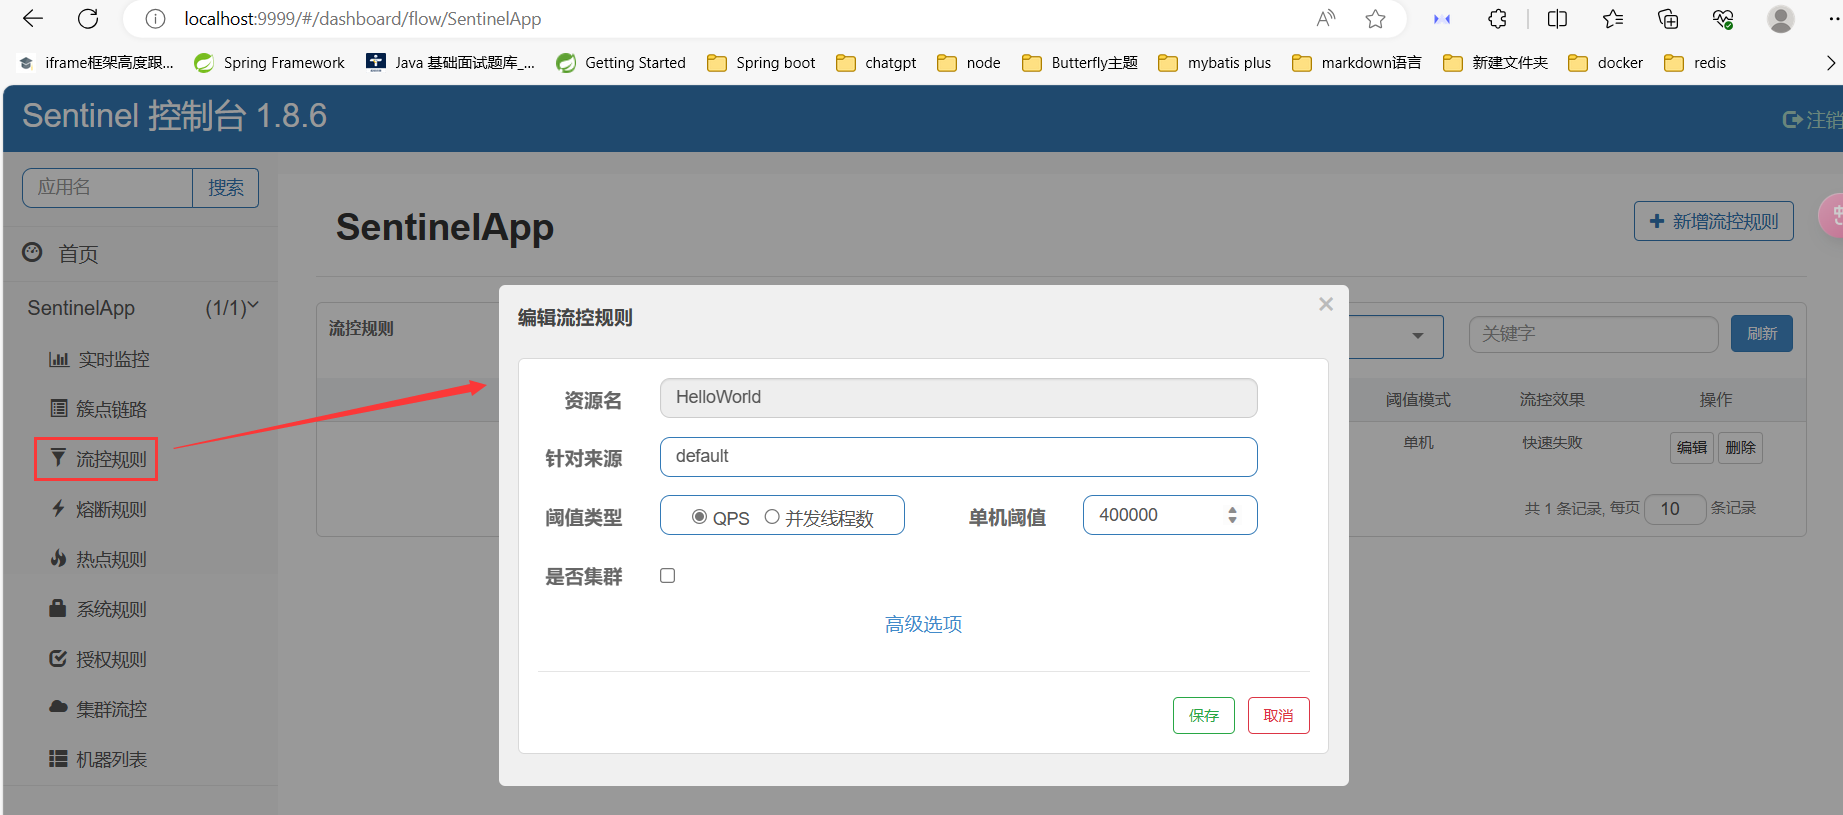 localhost:9999/#/dashboard/flow/SentinelApp
iframe框架高度跟... Spring Framework Java 基础面试题库_... Getting Started Spring boot chatgpt node Butterfly主题 mybatis plus markdown语言 新建文件夹 docker redis
Sentinel 控制台 1.8.6
注销
应用名 搜索
SentinelApp
新增流控规则
首页
SentinelApp (1/1)
实时监控
簇点链路
流控规则
熔断规则
热点规则
系统规则
授权规则
集群流控
机器列表
流控规则
关键字 刷新
阈值模式 流控效果 操作
单机 快速失败 编辑 删除
共 1 条记录, 每页 10 条记录
编辑流控规则
×
资源名 HelloWorld
针对来源 default
阈值类型 QPS 并发线程数 单机阈值 400000
是否集群
高级选项
保存 取消